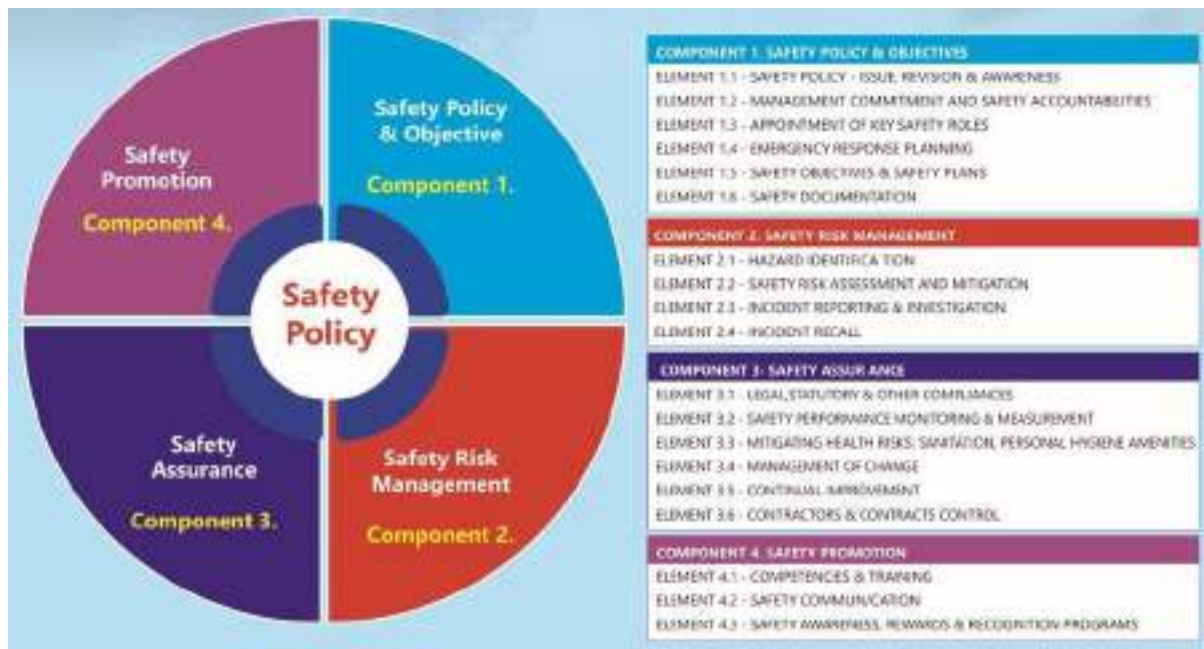 Safety
Promotion
Component 4.
Safety Policy
& Objective
Component 1.
Safety
Policy
Safety
Assurance
Component 3.
Safety Risk
Management
Component 2.
COMPONENT 1. SAFETY POLICY & OBJECTIVES
ELEMENT 1.1 - SAFETY POLICY - ISSUE, REVISION & AWARENESS
ELEMENT 1.2 - MANAGEMENT COMMITMENT AND SAFETY ACCOUNTABILITIES
ELEMENT 1.3 - APPOINTMENT OF KEY SAFETY ROLES
ELEMENT 1.4 - EMERGENCY RESPONSE PLANNING
ELEMENT 1.5 - SAFETY OBJECTIVES & SAFETY PLANS
ELEMENT 1.6 - SAFETY DOCUMENTATION
COMPONENT 2. SAFETY RISK MANAGEMENT
ELEMENT 2.1 - HAZARD IDENTIFICA TION
ELEMENT 2.2 - SAFETY RISK ASSESSMENT AND MITIGATION
ELEMENT 2.3 - INCIDENT REPORTING & INVESTIGATION
ELEMENT 2.4 - INCIDENT RECALL
COMPONENT 3- SAFETY ASSUR ANCE
ELEMENT 3.1 - LEGAL,STATUTORY & OTHER COMPLIANCES
ELEMENT 3.2 - SAFETY PERFORMANCE MONITORING & MEASUREMENT
ELEMENT 3.3 - MITIGATING HEALTH RISKS, SANITATION, PERSONAL HYGIENE AMENITIES
ELEMENT 3.4 - MANAGEMENT OF CHANGE
ELEMENT 3.5 - CONTINUAL IMPROVEMENT
ELEMENT 3.6 - CONTRACTORS & CONTRACTS CONTROL
COMPONENT 4. SAFETY PROMOTION
ELEMENT 4.1 - COMPETENCIES & TRAINING
ELEMENT 4.2 - SAFETY COMMUNICATION
ELEMENT 4.3 - SAFETY AWARENESS, REWARDS & RECOGNITION PROGRAMS